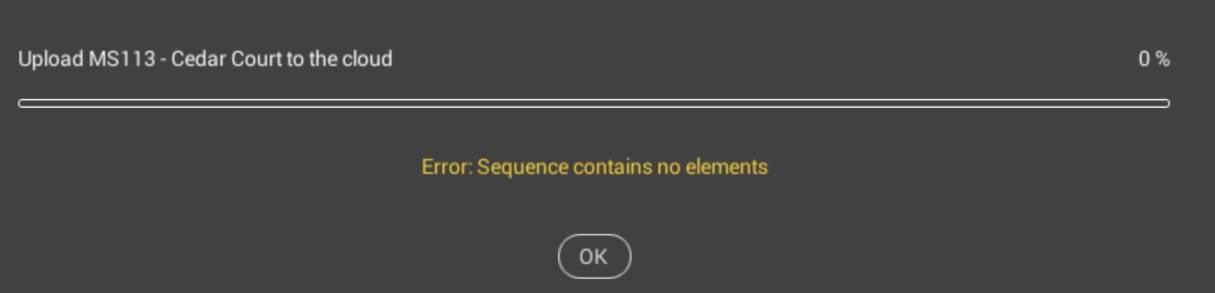 Upload MS113 - Cedar Court to the cloud 0 %
Error: Sequence contains no elements
OK